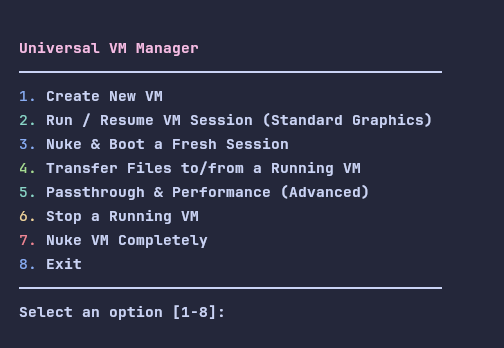 Universal VM Manager
1. Create New VM
2. Run / Resume VM Session (Standard Graphics)
3. Nuke & Boot a Fresh Session
4. Transfer Files to/from a Running VM
5. Passthrough & Performance (Advanced)
6. Stop a Running VM
7. Nuke VM Completely
8. Exit
Select an option [1-8]: